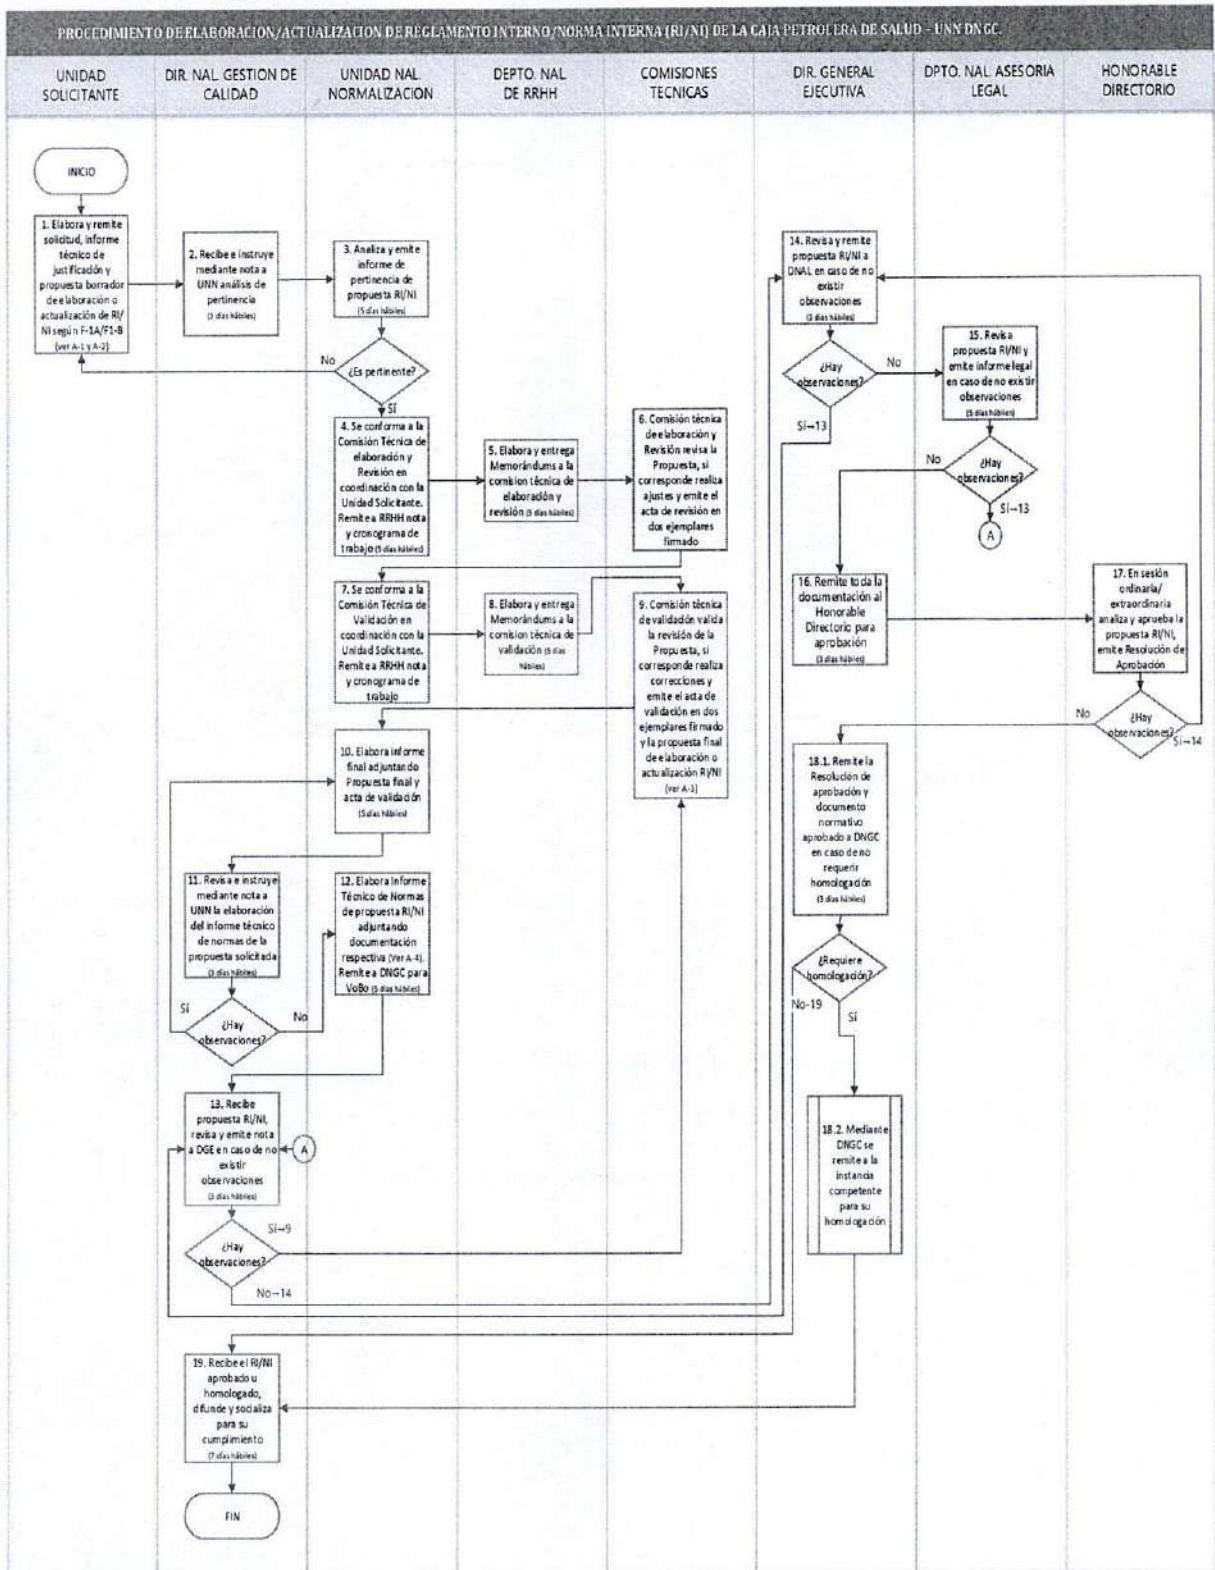 PROCEDIMIENTO DE ELABORACION/ACTUALIZACION DE REGLAMENTO INTERNO/NORMA INTERNA (RI/NI) DE LA CAJA PETROLERA DE SALUD - UNN DNGC.
UNIDAD
SOLICITANTE
DIR. NAL. GESTION DE
CALIDAD
UNIDAD NAL.
NORMALIZACION
DEPTO. NAL
DE RRHH
COMISIONES
TECNICAS
DIR. GENERAL
EJECUTIVA
DPTO. NAL. ASESORIA
LEGAL
HONORABLE
DIRECTORIO
INICIO
1. Elabora y remite
solicitud, informe
técnico de
justificación y
propuesta borrador
de elaboración o
actualización de RI/
NI según F-1A/F1-B
(ver A-1 y A-2)
2. Recibe e instruye
mediante nota a
UNN análisis de
pertinencia
(3 días hábiles)
3. Analiza y emite
informe de
pertinencia de
propuesta RI/NI
(5 días hábiles)
¿Es pertinente?
No
Sí
4. Se conforma a la
Comisión Técnica de
elaboración y
Revisión en
coordinación con la
Unidad Solicitante.
Remite a RRHH nota
y cronograma de
trabajo (5 días hábiles)
5. Elabora y entrega
Memorándums a la
comision técnica de
elaboración y
revisión (5 días hábiles)
6. Comisión técnica
de elaboración y
Revisión revisa la
Propuesta, si
corresponde realiza
ajustes y emite el
acta de revisión en
dos ejemplares
firmado
7. Se conforma a la
Comisión Técnica de
Validación en
coordinación con la
Unidad Solicitante.
Remite a RRHH nota
y cronograma de
trabajo
8. Elabora y entrega
Memorándums a la
comision técnica de
validación (5 días
hábiles)
9. Comisión técnica
de validación valida
la revisión de la
Propuesta, si
corresponde realiza
correcciones y
emite el acta de
validación en dos
ejemplares firmado
y la propuesta final
de elaboración o
actualización RI/NI
(ver A-3)
10. Elabora informe
final adjuntando
Propuesta final y
acta de validación
(5 días hábiles)
11. Revisa e instruye
mediante nota a
UNN la elaboración
del informe técnico
de normas de la
propuesta solicitada
(3 días hábiles)
¿Hay
observaciones?
Sí
No
12. Elabora Informe
Técnico de Normas
de propuesta RI/NI
adjuntando
documentación
respectiva (Ver A-4).
Remite a DNGC para
VoBo (5 días hábiles)
13. Recibe
propuesta RI/NI,
revisa y emite nota
a DGE en caso de no
existir
observaciones
(3 días hábiles)
A
¿Hay
observaciones?
Sí—9
No—14
14. Revisa y remite
propuesta RI/NI a
DNAL en caso de no
existir
observaciones
(3 días hábiles)
¿Hay
observaciones?
No
Sí—13
15. Revisa
propuesta RI/NI y
emite informe legal
en caso de no existir
observaciones
(5 días hábiles)
¿Hay
observaciones?
No
Sí—13
A
16. Remite toda la
documentación al
Honorable
Directorio para
aprobación
(3 días hábiles)
17. En sesión
ordinaria/
extraordinaria
analiza y aprueba la
propuesta RI/NI,
emite Resolución de
Aprobación
¿Hay
observaciones?
No
Sí—14
18.1. Remite la
Resolución de
aprobación y
documento
normativo
aprobado a DNGC
en caso de no
requerir
homologación
(3 días hábiles)
¿Requiere
homologación?
No-19
Sí
18.2. Mediante
DNGC se
remite a la
instancia
competente
para su
homologación
19. Recibe el RI/NI
aprobado u
homologado,
difunde y socializa
para su
cumplimiento
(7 días hábiles)
FIN